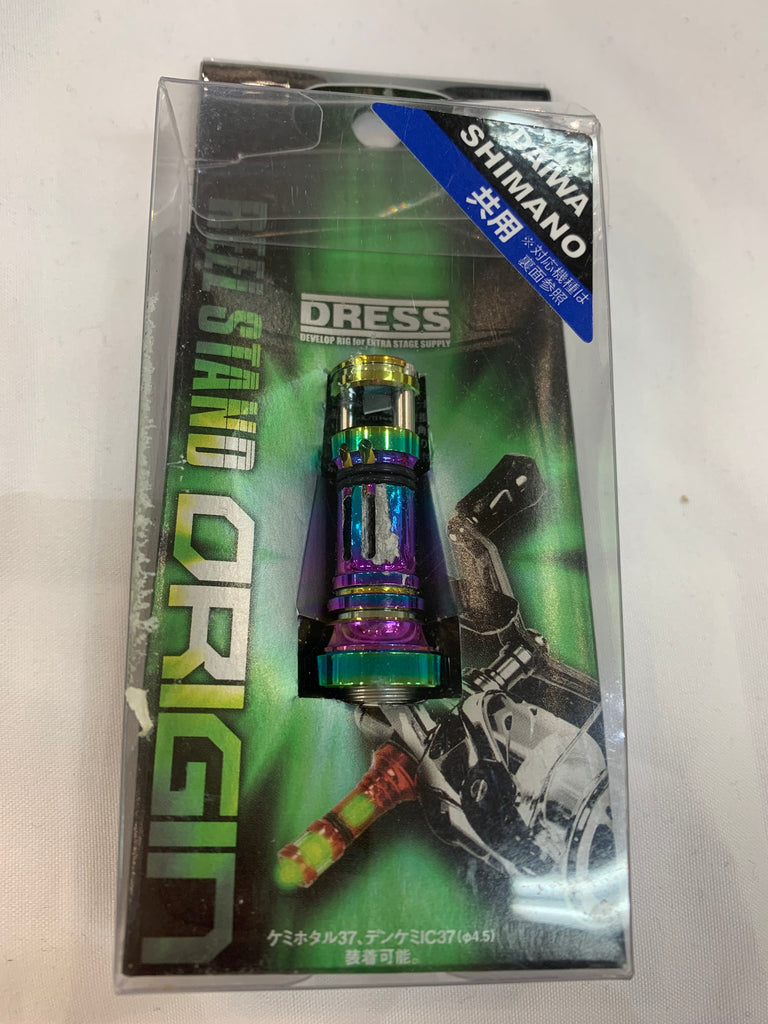 DAIWA
SHIMANO
共用
※対応機種は
裏面参照
DRESS
DEVELOP RIG for EXTRA STAGE SUPPLY
REEL STAND ORIGIN
ケミホタル37、デンケミIC37(φ4.5)
装着可能。